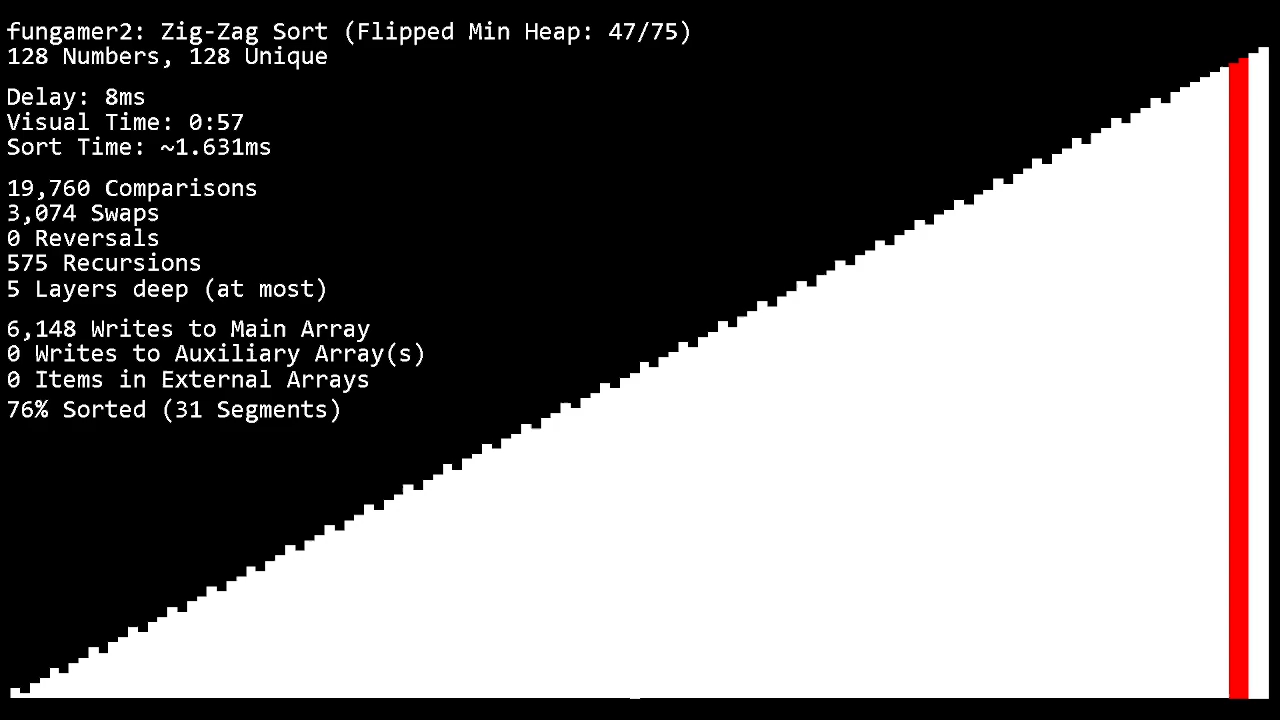 fungamer2: Zig-Zag Sort (Flipped Min Heap: 47/75)
128 Numbers, 128 Unique
Delay: 8ms
Visual Time: 0:57
Sort Time: ~1.631ms
19,760 Comparisons
3,074 Swaps
0 Reversals
575 Recursions
5 Layers deep (at most)
6,148 Writes to Main Array
0 Writes to Auxiliary Array(s)
0 Items in External Arrays
76% Sorted (31 Segments)